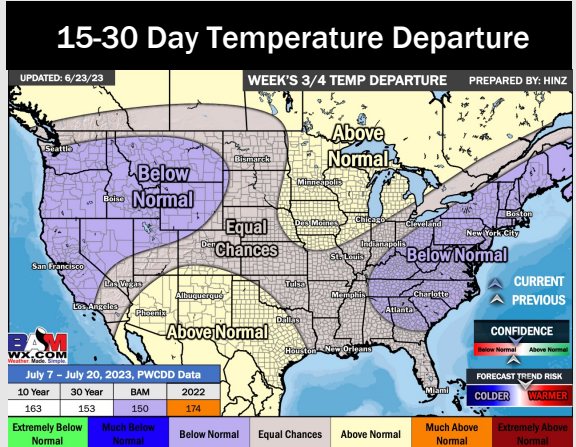 15-30 Day Temperature Departure
UPDATED: 6/23/23
WEEK'S 3/4 TEMP DEPARTURE
PREPARED BY: HINZ
Seattle
Bismarck
Above
Normal
Below
Normal
Boise
Minneapolis
Des Moines
Chicago
Cleveland
Boston
New York City
Equal
Chances
Den
Indianapolis
St. Louis
Below Normal
San Francisco
Las Vegas
Los Angeles
Albuquerque
Phoenix
Tulsa
Memphis
Charlotte
Atlanta
Above Normal
Dallas
Houston
New Orleans
Miami
CURRENT
PREVIOUS
CONFIDENCE
Below Normal
Above Normal
FORECAST TREND RISK
COLDER
WARMER
BAM
WX.COM
Weather. Made. Simple.
July 7 – July 20, 2023, PWCDD Data
10 Year 30 Year BAM 2022
163 153 150 174
Extremely Below Normal
Much Below Normal
Below Normal
Equal Chances
Above Normal
Much Above Normal
Extremely Above Normal